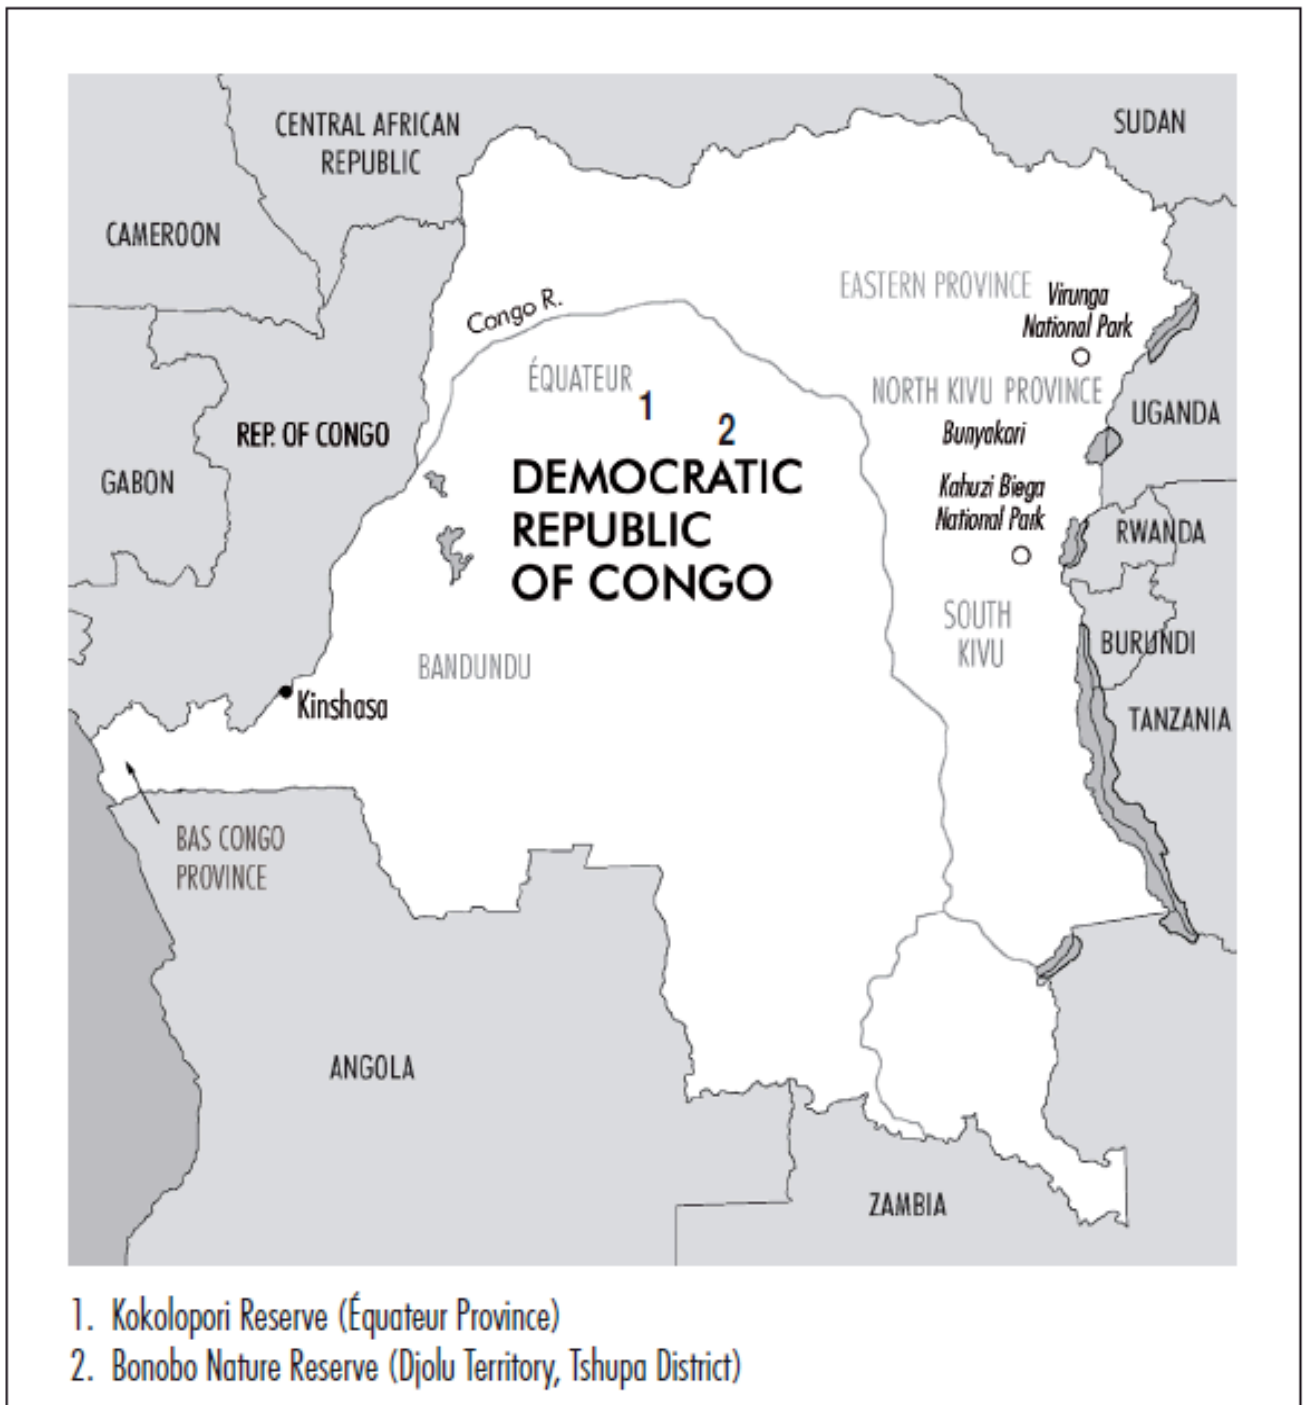 CENTRAL AFRICAN
REPUBLIC
SUDAN
CAMEROON
EASTERN PROVINCE
Virunga
National Park
Congo R.
ÉQUATEUR
1
2
NORTH KIVU PROVINCE
UGANDA
Bunyakari
REP. OF CONGO
GABON
DEMOCRATIC
REPUBLIC
OF CONGO
Kahuzi Biega
National Park
RWANDA
SOUTH
KIVU
BURUNDI
BANDUNDU
Kinshasa
TANZANIA
BAS CONGO
PROVINCE
ANGOLA
ZAMBIA
1. Kokolopori Reserve (Équateur Province)
2. Bonobo Nature Reserve (Djolu Territory, Tshupa District)